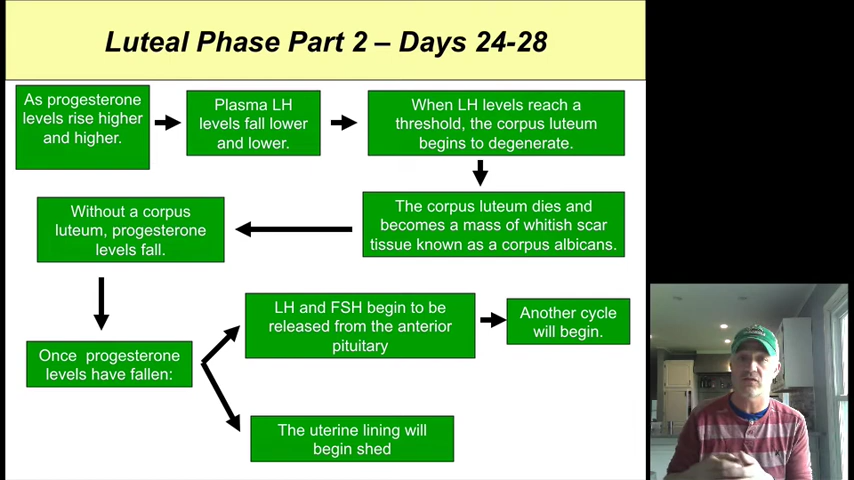 Luteal Phase Part 2 – Days 24-28
As progesterone
levels rise higher
and higher.
Plasma LH
levels fall lower
and lower.
When LH levels reach a
threshold, the corpus luteum
begins to degenerate.
The corpus luteum dies and
becomes a mass of whitish scar
tissue known as a corpus albicans.
Without a corpus
luteum, progesterone
levels fall.
Once progesterone
levels have fallen:
LH and FSH begin to be
released from the anterior
pituitary
Another cycle
will begin.
The uterine lining will
begin shed